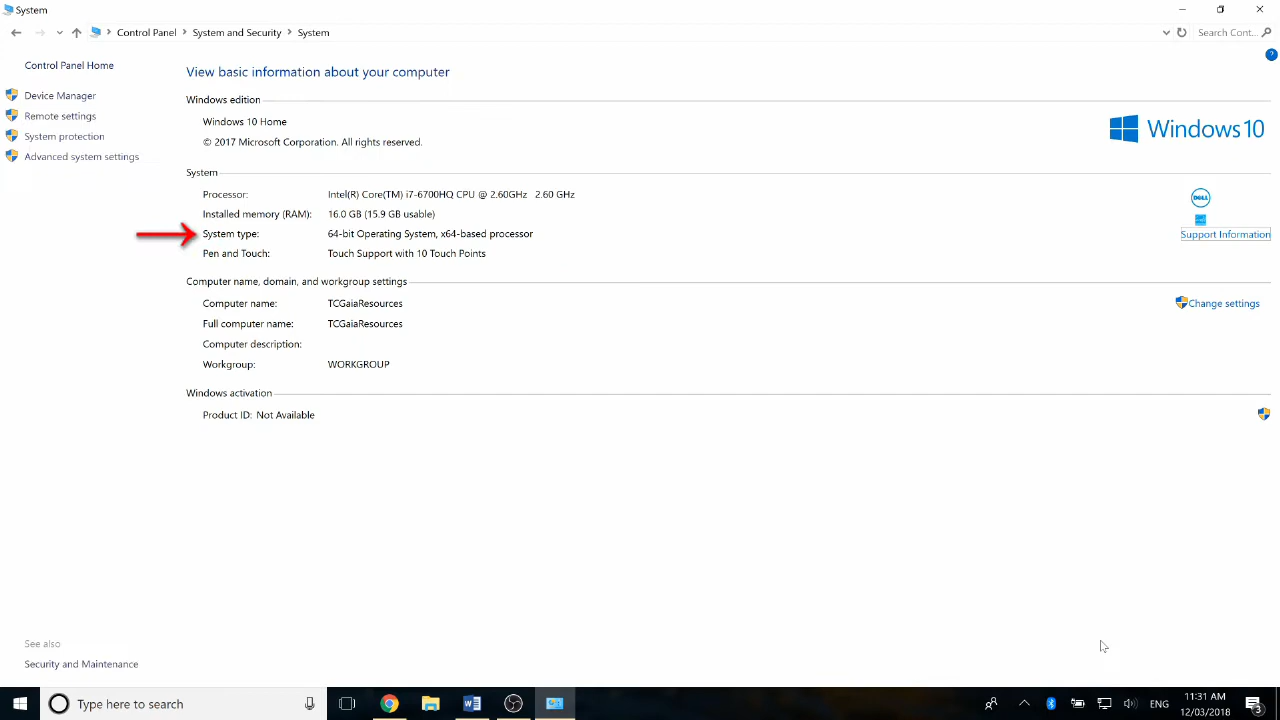 System
Control Panel System and Security System
Search Cont...
Control Panel Home
Device Manager
Remote settings
System protection
Advanced system settings
View basic information about your computer
Windows edition
Windows 10 Home
© 2017 Microsoft Corporation. All rights reserved.
Windows 10
System
Processor: Intel(R) Core(TM) i7-6700HQ CPU @ 2.60GHz 2.60 GHz
Installed memory (RAM): 16.0 GB (15.9 GB usable)
System type: 64-bit Operating System, x64-based processor
Pen and Touch: Touch Support with 10 Touch Points
DELL
Support Information
Computer name, domain, and workgroup settings
Computer name: TCGaiaResources
Change settings
Full computer name: TCGaiaResources
Computer description:
Workgroup: WORKGROUP
Windows activation
Product ID: Not Available
See also
Security and Maintenance
Type here to search
ENG
11:31 AM
12/03/2018
3